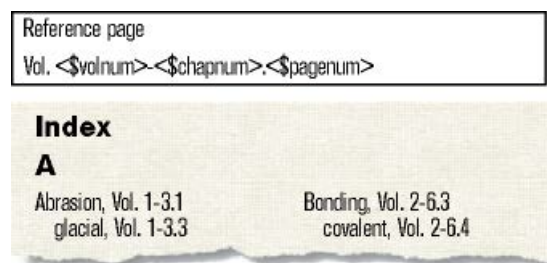 Reference page
Vol. <$volnum>-<$chapnum>.<$pagenum>
Index
A
Abrasion, Vol. 1-3.1
glacial, Vol. 1-3.3
Bonding, Vol. 2-6.3
covalent, Vol. 2-6.4